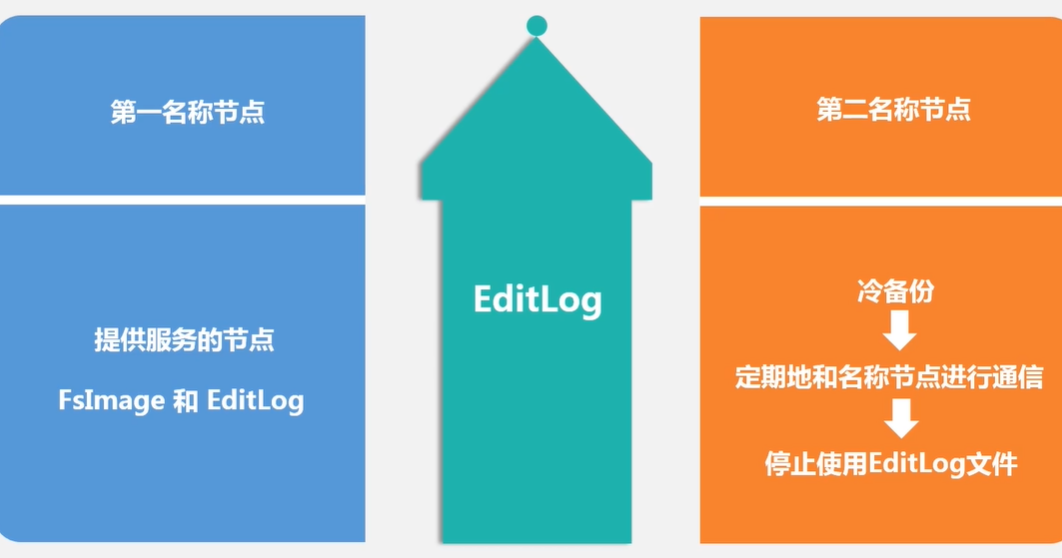 第一名称节点
提供服务的节点
FsImage 和 EditLog
EditLog
第二名称节点
冷备份
定期地和名称节点进行通信
停止使用EditLog文件